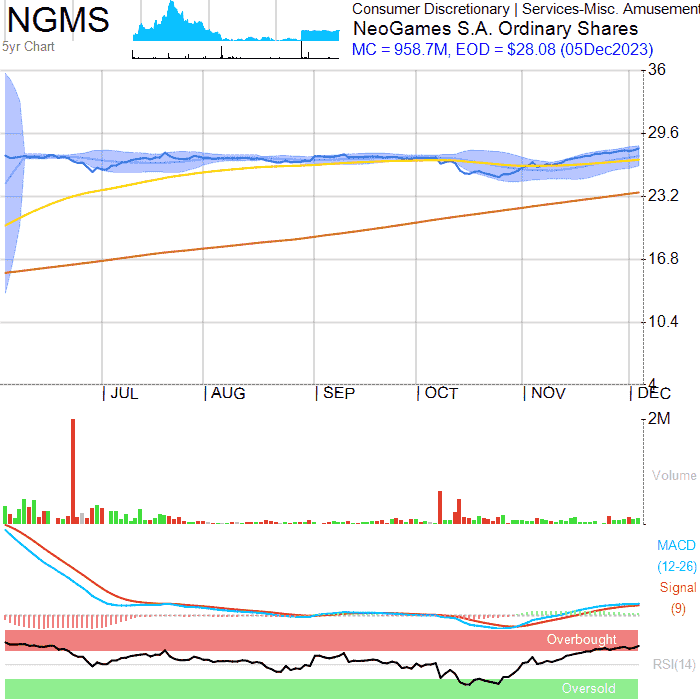 NGMS
5yr Chart
Consumer Discretionary | Services-Misc. Amusement
NeoGames S.A. Ordinary Shares
MC = 958.7M, EOD = $28.08 (05Dec2023)
36
29.6
23.2
16.8
10.4
4
JUL AUG SEP OCT NOV DEC
2M
Volume
MACD
(12-26)
Signal
(9)
Overbought
RSI(14)
Oversold